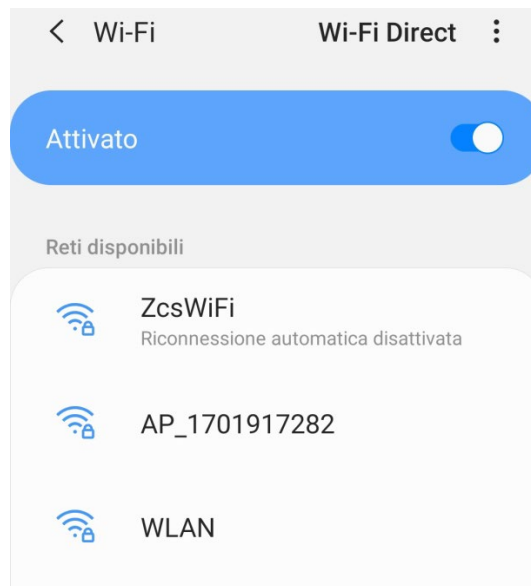 Wi-Fi Wi-Fi Direct
Attivato
Reti disponibili
ZcsWiFi
Riconnessione automatica disattivata
AP_1701917282
WLAN